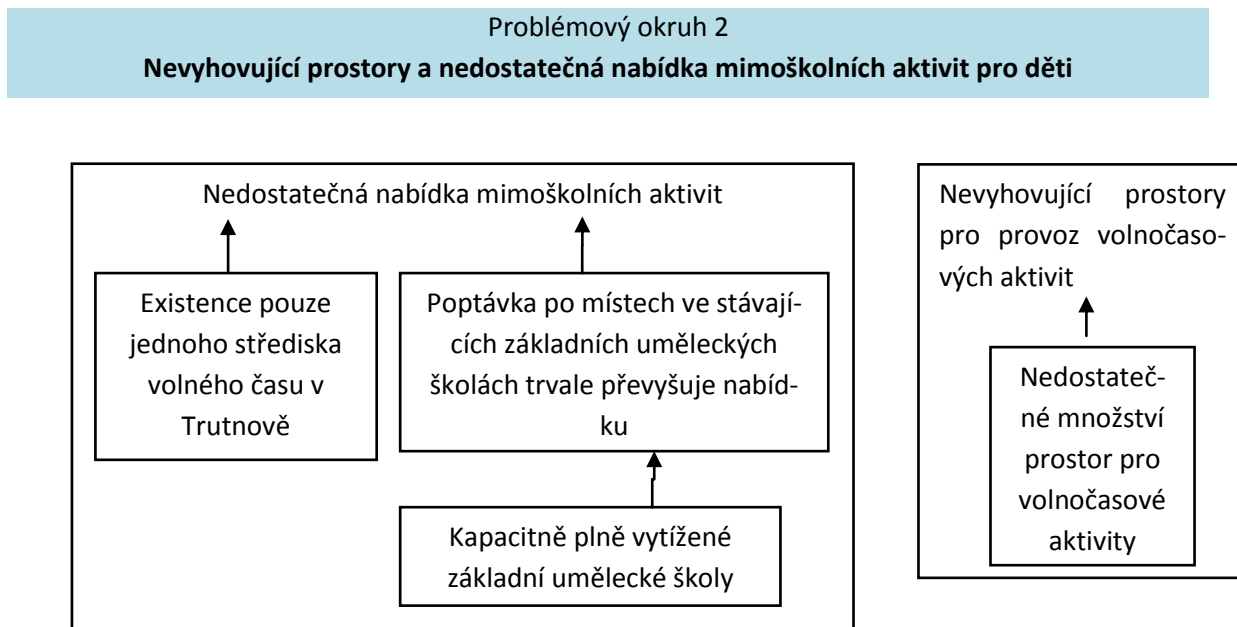 Problémový okruh 2
Nevyhovující prostory a nedostatečná nabídka mimoškolních aktivit pro děti
Nedostatečná nabídka mimoškolních aktivit
Existence pouze
jednoho střediska
volného času v
Trutnově
Poptávka po místech ve stávají-
cích základních uměleckých
školách trvale převyšuje nabíd-
ku
Kapacitně plně vytížené
základní umělecké školy
Nevyhovující prostory
pro provoz volnočaso-
vých aktivit
Nedostateč-
né množství
prostor pro
volnočasové
aktivity